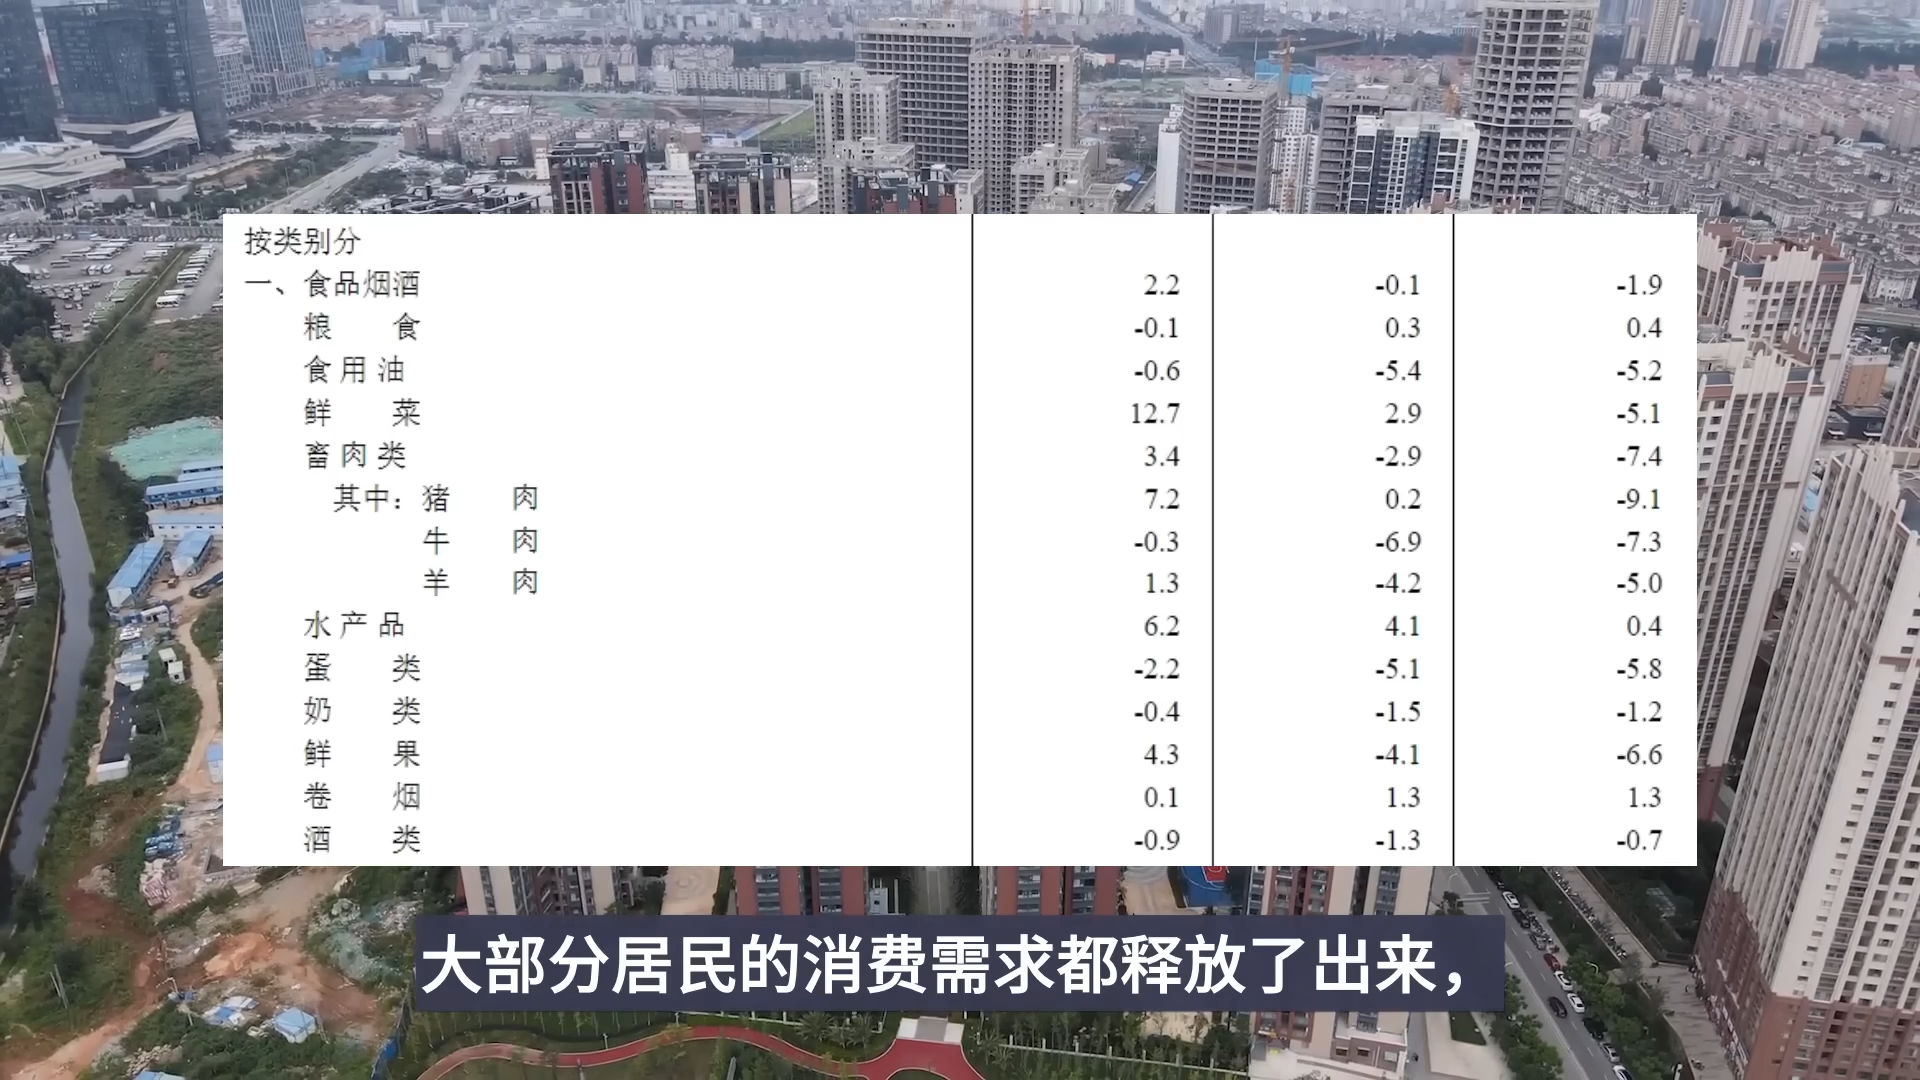 按类别分
一、食品烟酒 2.2 -0.1 -1.9
粮食 -0.1 0.3 0.4
食用油 -0.6 -5.4 -5.2
鲜菜 12.7 2.9 -5.1
畜肉类 3.4 -2.9 -7.4
其中：猪肉 7.2 0.2 -9.1
牛肉 -0.3 -6.9 -7.3
羊肉 1.3 -4.2 -5.0
水产品 6.2 4.1 0.4
蛋类 -2.2 -5.1 -5.8
奶类 -0.4 -1.5 -1.2
鲜果 4.3 -4.1 -6.6
卷烟 0.1 1.3 1.3
酒类 -0.9 -1.3 -0.7
大部分居民的消费需求都释放了出来，